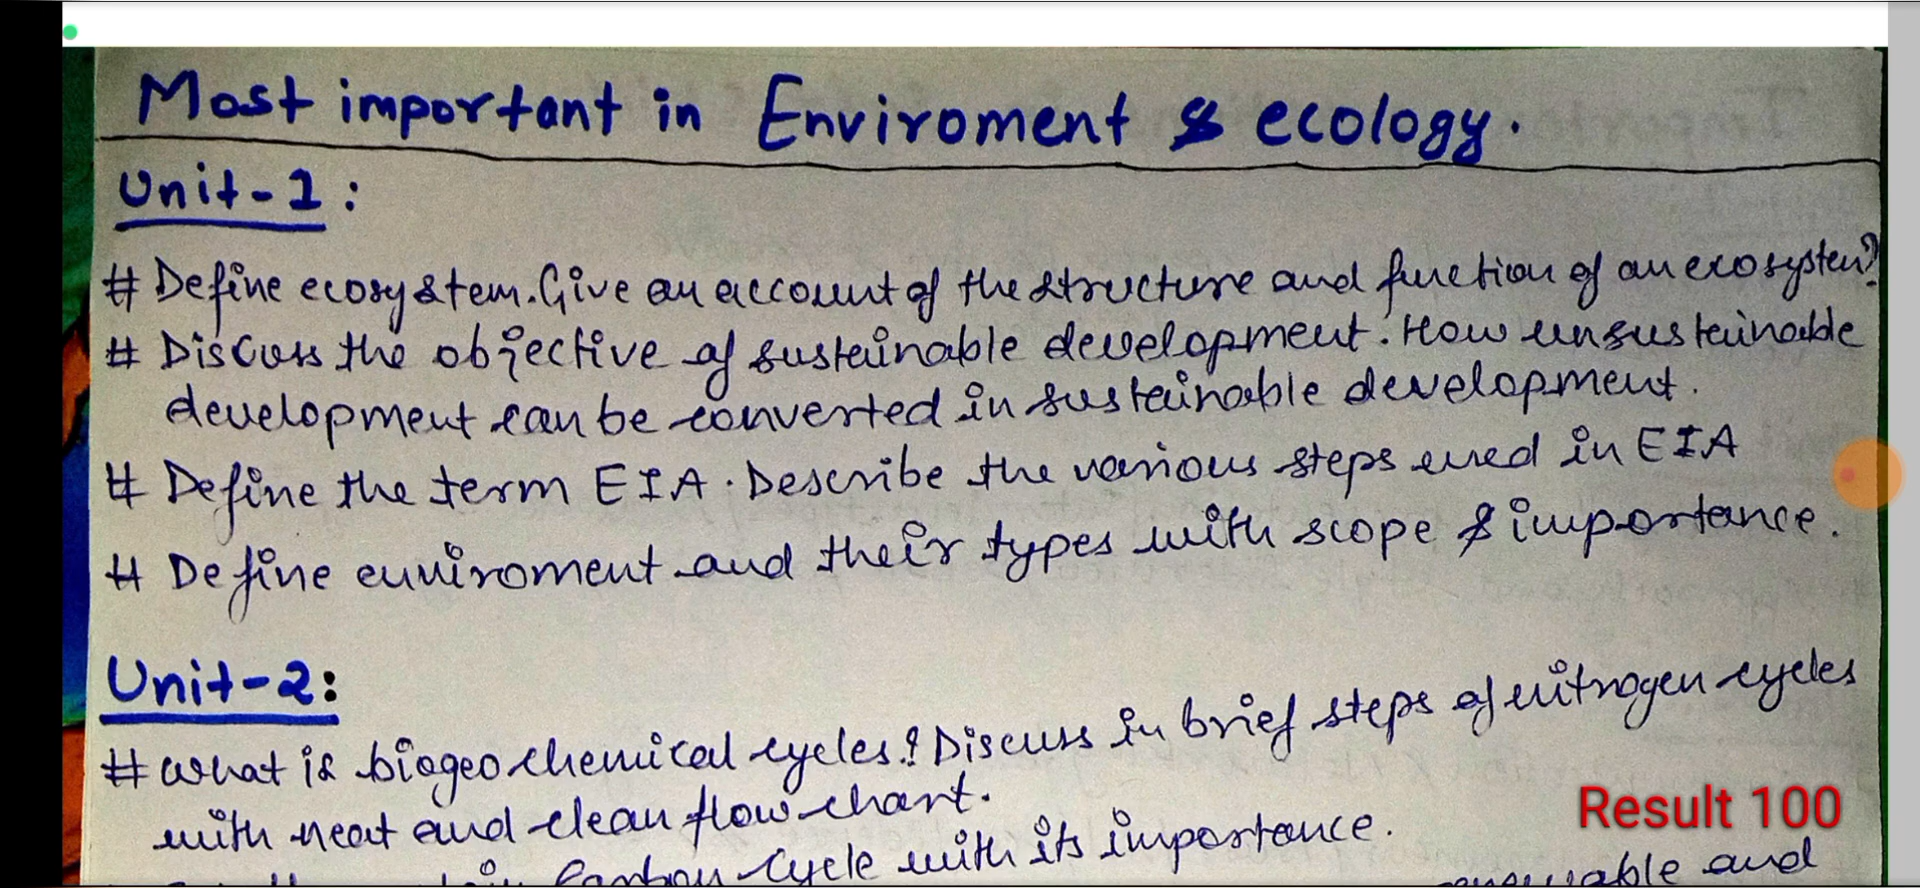 Most important in Enviroment & ecology.
Unit-1:
# Define ecosystem. Give an account of the structure and function of an ecosystem?
# Discuss the objective of sustainable development. How unsustainable
development can be converted in sustainable development.
# Define the term EIA. Describe the various steps used in EIA
# Define enviroment and their types with scope & importance.
Unit-2:
# What is biogeochemical cycles? Discuss in brief steps of nitrogen cycles
with neat and clean flow chart.
Carbon Cycle with its importance.
able and
Result 100